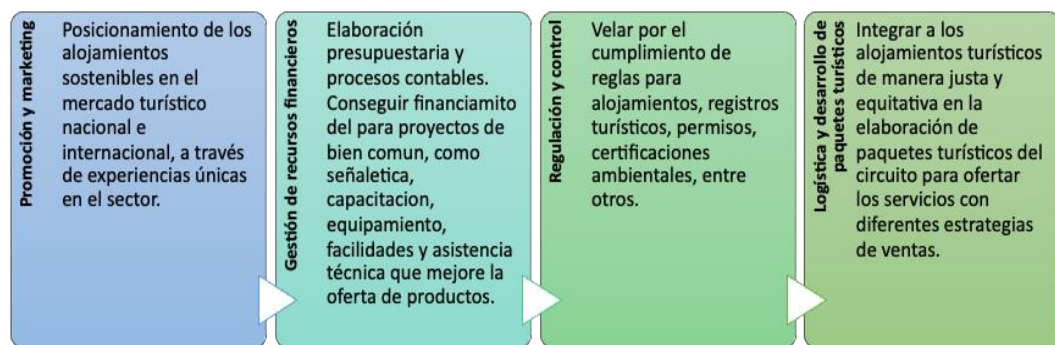 Promoción y marketing
Posicionamiento de los
alojamientos
sostenibles en el
mercado turístico
nacional e
internacional, a través
de experiencias únicas
en el sector.
Gestión de recursos financieros
Elaboración
presupuestaria y
procesos contables.
Conseguir financiamito
del para proyectos de
bien comun, como
señaletica,
capacitacion,
equipamiento,
facilidades y asistencia
técnica que mejore la
oferta de productos.
Regulación y control
Velar por el
cumplimiento de
reglas para
alojamientos, registros
turísticos, permisos,
certificaciones
ambientales, entre
otros.
Logística y desarrollo de
paquetes turísticos
Integrar a los
alojamientos turísticos
de manera justa y
equitativa en la
elaboración de
paquetes turísticos del
circuito para ofertar
los servicios con
diferentes estrategias
de ventas.